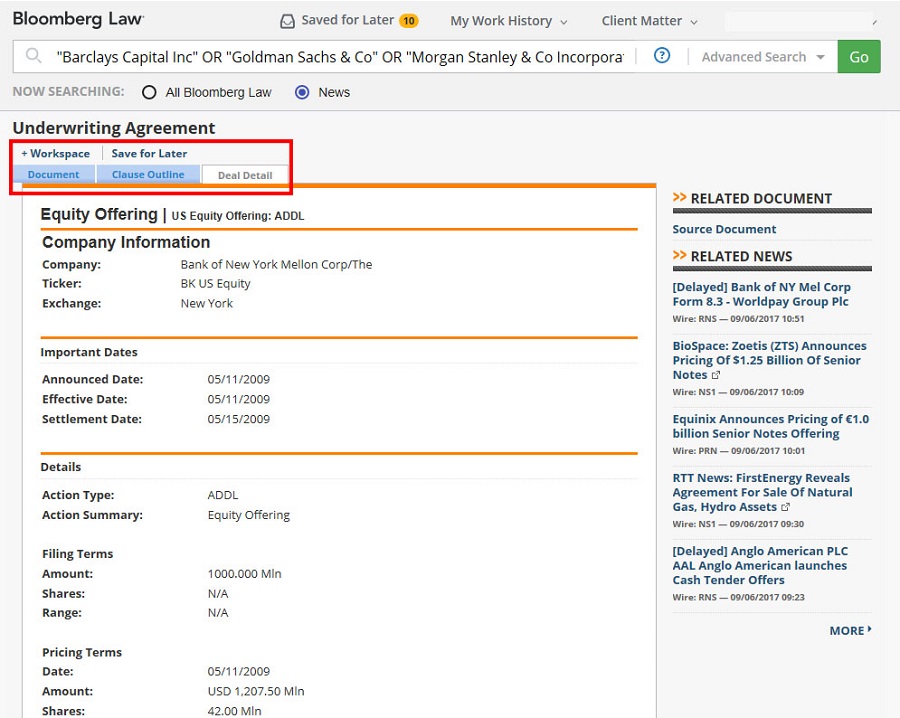 Bloomberg Law
Saved for Later 10 My Work History Client Matter
"Barclays Capital Inc" OR "Goldman Sachs & Co" OR "Morgan Stanley & Co Incorporat ? Advanced Search Go
NOW SEARCHING: All Bloomberg Law News
Underwriting Agreement
+ Workspace Save for Later
Document Clause Outline Deal Detail
Equity Offering | US Equity Offering: ADDL
Company Information
Company: Bank of New York Mellon Corp/The
Ticker: BK US Equity
Exchange: New York
Important Dates
Announced Date: 05/11/2009
Effective Date: 05/11/2009
Settlement Date: 05/15/2009
Details
Action Type: ADDL
Action Summary: Equity Offering
Filing Terms
Amount: 1000.000 Mln
Shares: N/A
Range: N/A
Pricing Terms
Date: 05/11/2009
Amount: USD 1,207.50 Mln
Shares: 42.00 Mln
>> RELATED DOCUMENT
Source Document
>> RELATED NEWS
[Delayed] Bank of NY Mel Corp
Form 8.3 - Worldpay Group Plc
Wire: RNS — 09/06/2017 10:51
BioSpace: Zoetis (ZTS) Announces
Pricing Of $1.25 Billion Of Senior
Notes
Wire: NS1 — 09/06/2017 10:09
Equinix Announces Pricing of €1.0
billion Senior Notes Offering
Wire: PRN — 09/06/2017 10:01
RTT News: FirstEnergy Reveals
Agreement For Sale Of Natural
Gas, Hydro Assets
Wire: NS1 — 09/06/2017 09:30
[Delayed] Anglo American PLC
AAL Anglo American launches
Cash Tender Offers
Wire: RNS — 09/06/2017 09:23
MORE